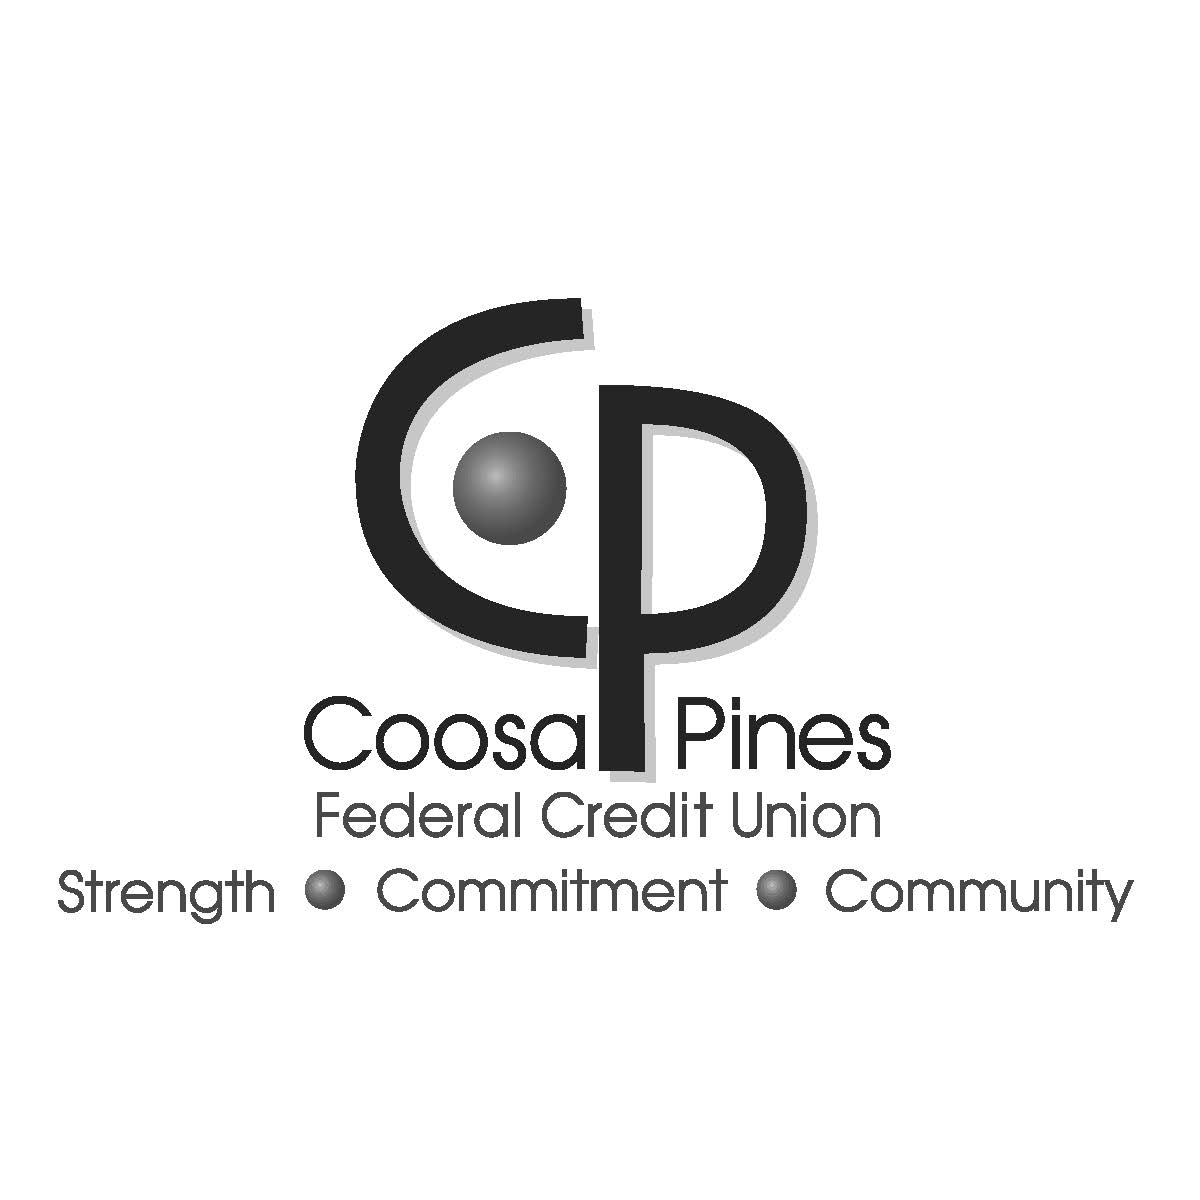 CP
Coosa Pines
Federal Credit Union
Strength • Commitment • Community